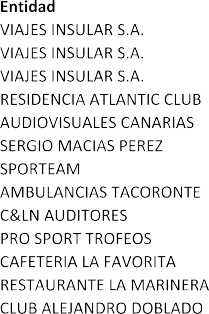 Entidad
VIAJES INSULAR S.A.
VIAJES INSULAR S.A.
VIAJES INSULAR S.A.
RESIDENCIA ATLANTIC CLUB
AUDIOVISUALES CANARIAS
SERGIO MACIAS PEREZ
SPORTEAM
AMBULANCIAS TACORONTE
C&LN AUDITORES
PRO SPORT TROFEOS
CAFETERIA LA FAVORITA
RESTAURANTE LA MARINERA
CLUB ALEJANDRO DOBLADO